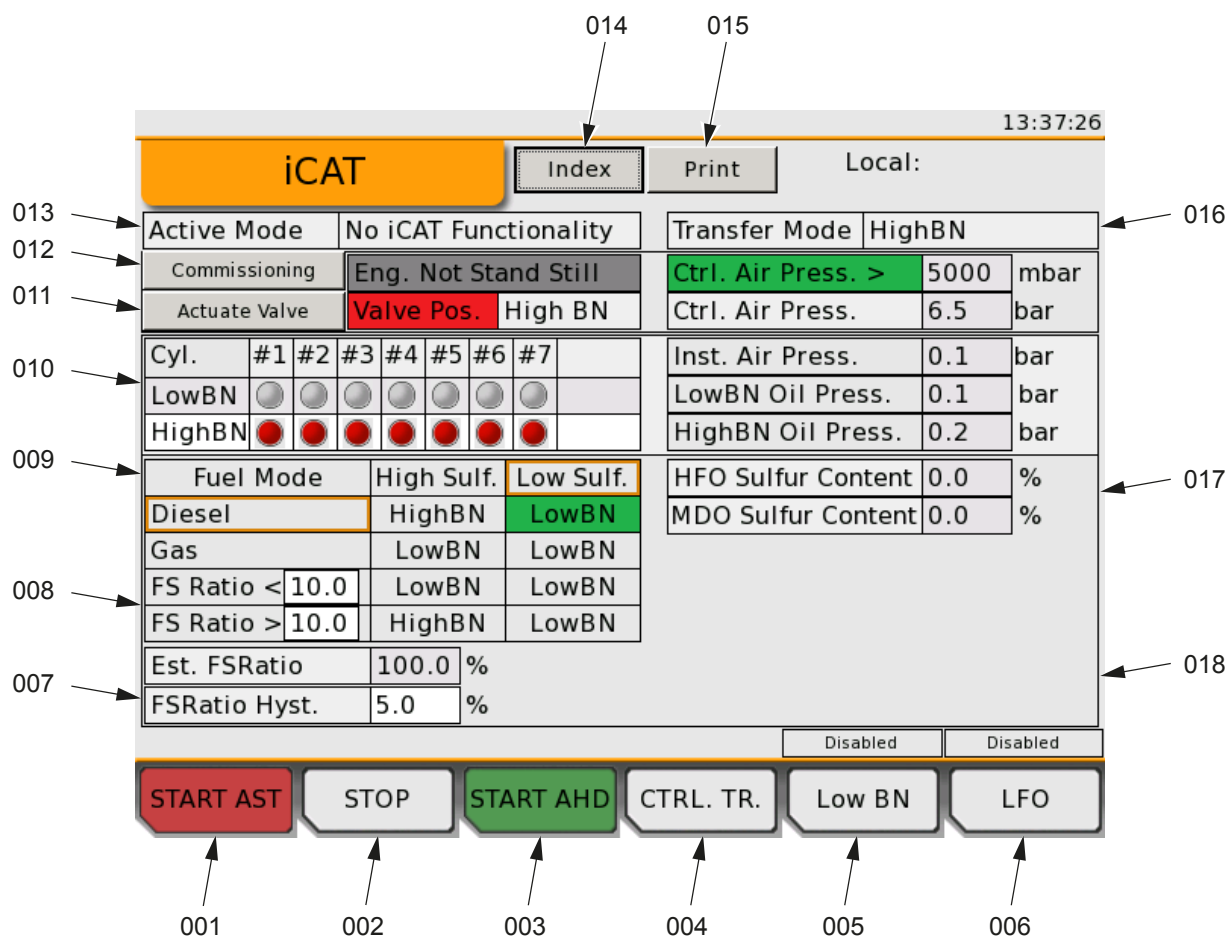 014 015
13:37:26
iCAT Index Print Local:
013 Active Mode No iCAT Functionality Transfer Mode HighBN 016
012 Commissioning Eng. Not Stand Still Ctrl. Air Press. > 5000 mbar
011 Actuate Valve Valve Pos. High BN Ctrl. Air Press. 6.5 bar
Cyl. #1 #2 #3 #4 #5 #6 #7 Inst. Air Press. 0.1 bar
010 LowBN LowBN Oil Press. 0.1 bar
HighBN HighBN Oil Press. 0.2 bar
009 Fuel Mode High Sulf. Low Sulf. HFO Sulfur Content 0.0 % 017
Diesel HighBN LowBN MDO Sulfur Content 0.0 %
Gas LowBN LowBN
008 FS Ratio < 10.0 LowBN LowBN
FS Ratio > 10.0 HighBN LowBN
Est. FSRatio 100.0 % 018
007 FSRatio Hyst. 5.0 %
Disabled Disabled
START AST STOP START AHD CTRL. TR. Low BN LFO
001 002 003 004 005 006